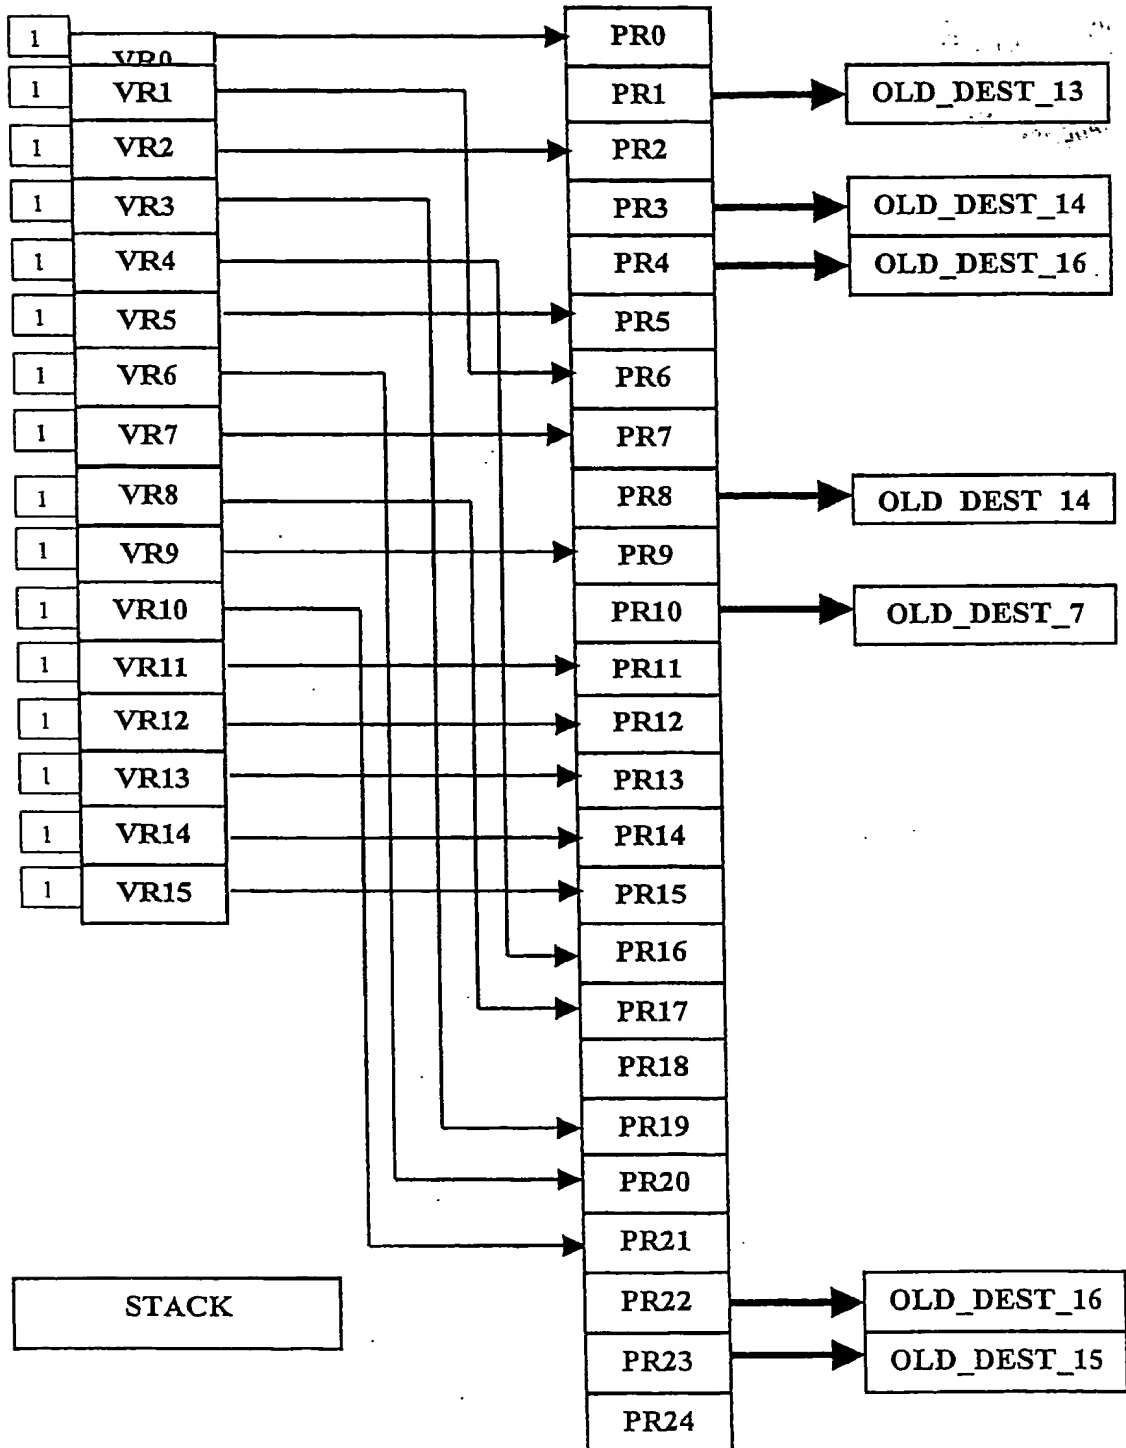 1 VR0 PR0
1 VR1 PR1 OLD_DEST_13
1 VR2 PR2
1 VR3 PR3 OLD_DEST_14
1 VR4 PR4 OLD_DEST_16
1 VR5 PR5
1 VR6 PR6
1 VR7 PR7
1 VR8 PR8 OLD DEST 14
1 VR9 PR9
1 VR10 PR10 OLD_DEST_7
1 VR11 PR11
1 VR12 PR12
1 VR13 PR13
1 VR14 PR14
1 VR15 PR15
PR16
PR17
PR18
PR19
PR20
PR21
STACK PR22 OLD_DEST_16
PR23 OLD_DEST_15
PR24